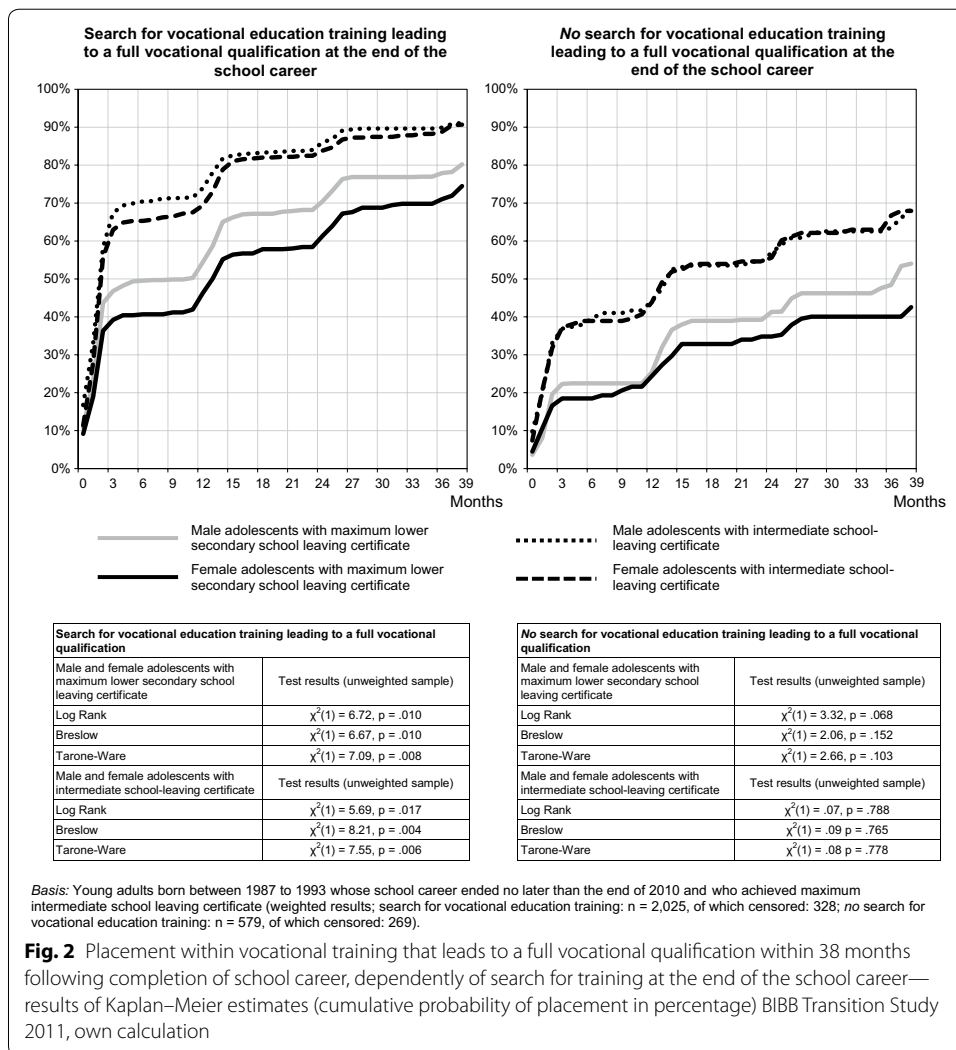 Search for vocational education training leading
to a full vocational qualification at the end of the
school career
100%
90%
80%
70%
60%
50%
40%
30%
20%
10%
0%
0 3 6 9 12 15 18 21 24 27 30 33 36 39
Months
No search for vocational education training
leading to a full vocational qualification at the
end of the school career
100%
90%
80%
70%
60%
50%
40%
30%
20%
10%
0%
0 3 6 9 12 15 18 21 24 27 30 33 36 39
Months
Male adolescents with maximum lower
secondary school leaving certificate
Female adolescents with maximum lower
secondary school leaving certificate
Male adolescents with intermediate school-
leaving certificate
Female adolescents with intermediate school-
leaving certificate
Search for vocational education training leading to a full vocational
qualification
Male and female adolescents with
maximum lower secondary school
leaving certificate
Test results (unweighted sample)
Log Rank χ²(1) = 6.72, p = .010
Breslow χ²(1) = 6.67, p = .010
Tarone-Ware χ²(1) = 7.09, p = .008
Male and female adolescents with
intermediate school-leaving certificate
Test results (unweighted sample)
Log Rank χ²(1) = 5.69, p = .017
Breslow χ²(1) = 8.21, p = .004
Tarone-Ware χ²(1) = 7.55, p = .006
No search for vocational education training leading to a full vocational
qualification
Male and female adolescents with
maximum lower secondary school
leaving certificate
Test results (unweighted sample)
Log Rank χ²(1) = 3.32, p = .068
Breslow χ²(1) = 2.06, p = .152
Tarone-Ware χ²(1) = 2.66, p = .103
Male and female adolescents with
intermediate school-leaving certificate
Test results (unweighted sample)
Log Rank χ²(1) = .07, p = .788
Breslow χ²(1) = .09 p = .765
Tarone-Ware χ²(1) = .08 p = .778
Basis: Young adults born between 1987 to 1993 whose school career ended no later than the end of 2010 and who achieved maximum
intermediate school leaving certificate (weighted results; search for vocational education training: n = 2,025, of which censored: 328; no search for
vocational education training: n = 579, of which censored: 269).
Fig. 2 Placement within vocational training that leads to a full vocational qualification within 38 months
following completion of school career, dependently of search for training at the end of the school career—
results of Kaplan–Meier estimates (cumulative probability of placement in percentage) BIBB Transition Study
2011, own calculation